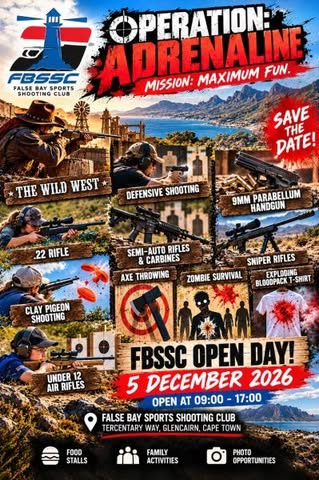 OPERATION:
ADRENALINE
MISSION: MAXIMUM FUN.
FBSSC
FALSE BAY SPORTS
SHOOTING CLUB
SAVE
THE
DATE!
THE WILD WEST
DEFENSIVE SHOOTING
9MM PARABELLUM
HANDGUN
.22 RIFLE
SEMI-AUTO RIFLES
& CARBINES
SNIPER RIFLES
CLAY PIGEON
SHOOTING
AXE THROWING
ZOMBIE SURVIVAL
EXPLODING
BLOODPACK T-SHIRT
UNDER 12
AIR RIFLES
FBSSC OPEN DAY!
5 DECEMBER 2026
OPEN AT 09:00 - 17:00
FALSE BAY SPORTS SHOOTING CLUB
TERCENTARY WAY, GLENCAIRN, CAPE TOWN
FOOD
STALLS
FAMILY
ACTIVITIES
PHOTO
OPPORTUNITIES